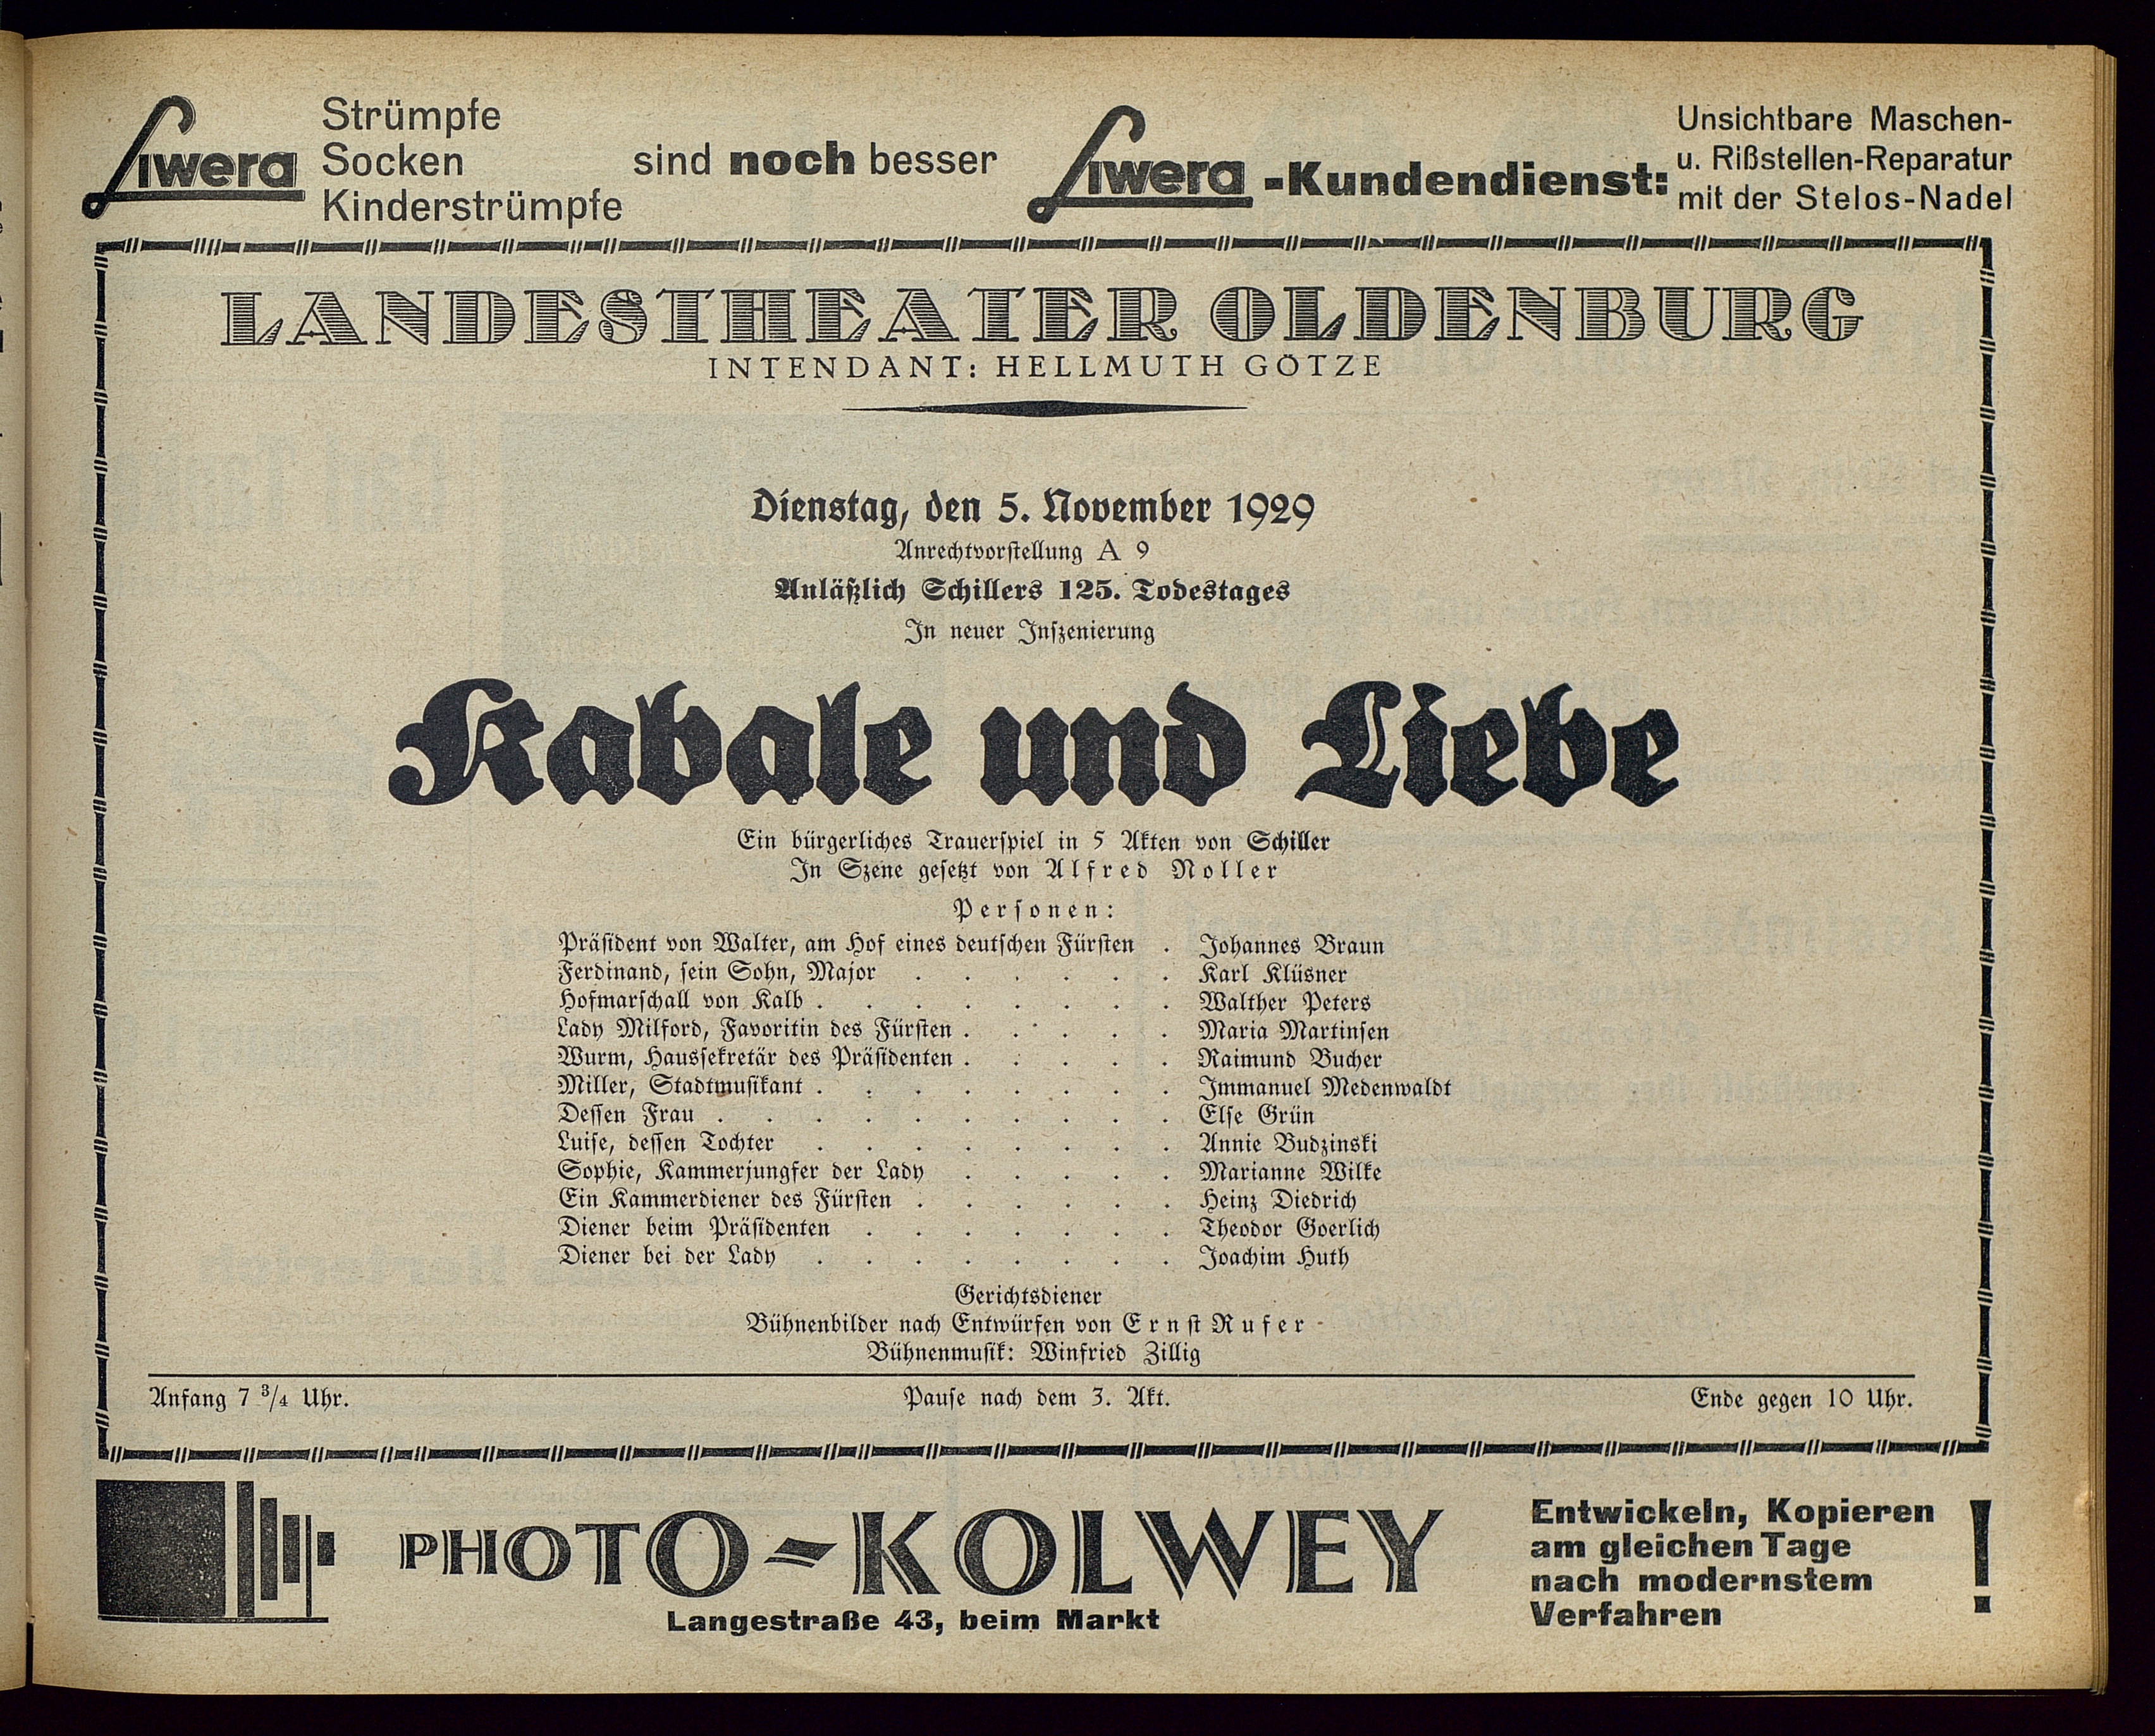 Liwera Strümpfe
Socken
Kinderstrümpfe
sind noch besser
Liwera-Kundendienst:
Unsichtbare Maschen-
u. Rißstellen-Reparatur
mit der Stelos-Nadel
LANDESTHEATER OLDENBURG
INTENDANT: HELLMUTH GÖTZE
Dienstag, den 5. November 1929
Anrechtvorstellung A 9
Anläßlich Schillers 125. Todestages
In neuer Inszenierung
Kabale und Liebe
Ein bürgerliches Trauerspiel in 5 Akten von Schiller
In Szene gesetzt von Alfred Noller
Personen:
Präsident von Walter, am Hof eines deutschen Fürsten . Johannes Braun
Ferdinand, sein Sohn, Major . . . . . . Karl Klüsner
Hofmarschall von Kalb . . . . . . . . Walther Peters
Lady Milford, Favoritin des Fürsten . . . . . Maria Martinsen
Wurm, Haussekretär des Präsidenten . . . . . Raimund Bucher
Miller, Stadtmusikant . . . . . . . . Immanuel Medenwaldt
Dessen Frau . . . . . . . . . . Else Grün
Luise, dessen Tochter . . . . . . . . Annie Budzinski
Sophie, Kammerjungfer der Lady . . . . . Marianne Wilke
Ein Kammerdiener des Fürsten . . . . . . Heinz Diedrich
Diener beim Präsidenten . . . . . . . Theodor Goerlich
Diener bei der Lady . . . . . . . . Joachim Huth
Gerichtsdiener
Bühnenbilder nach Entwürfen von Ernst Rufer
Bühnenmusik: Winfried Zillig
Anfang 7 3/4 Uhr. Pause nach dem 3. Akt. Ende gegen 10 Uhr.
PHOTO-KOLWEY
Langestraße 43, beim Markt
Entwickeln, Kopieren
am gleichen Tage
nach modernstem
Verfahren !